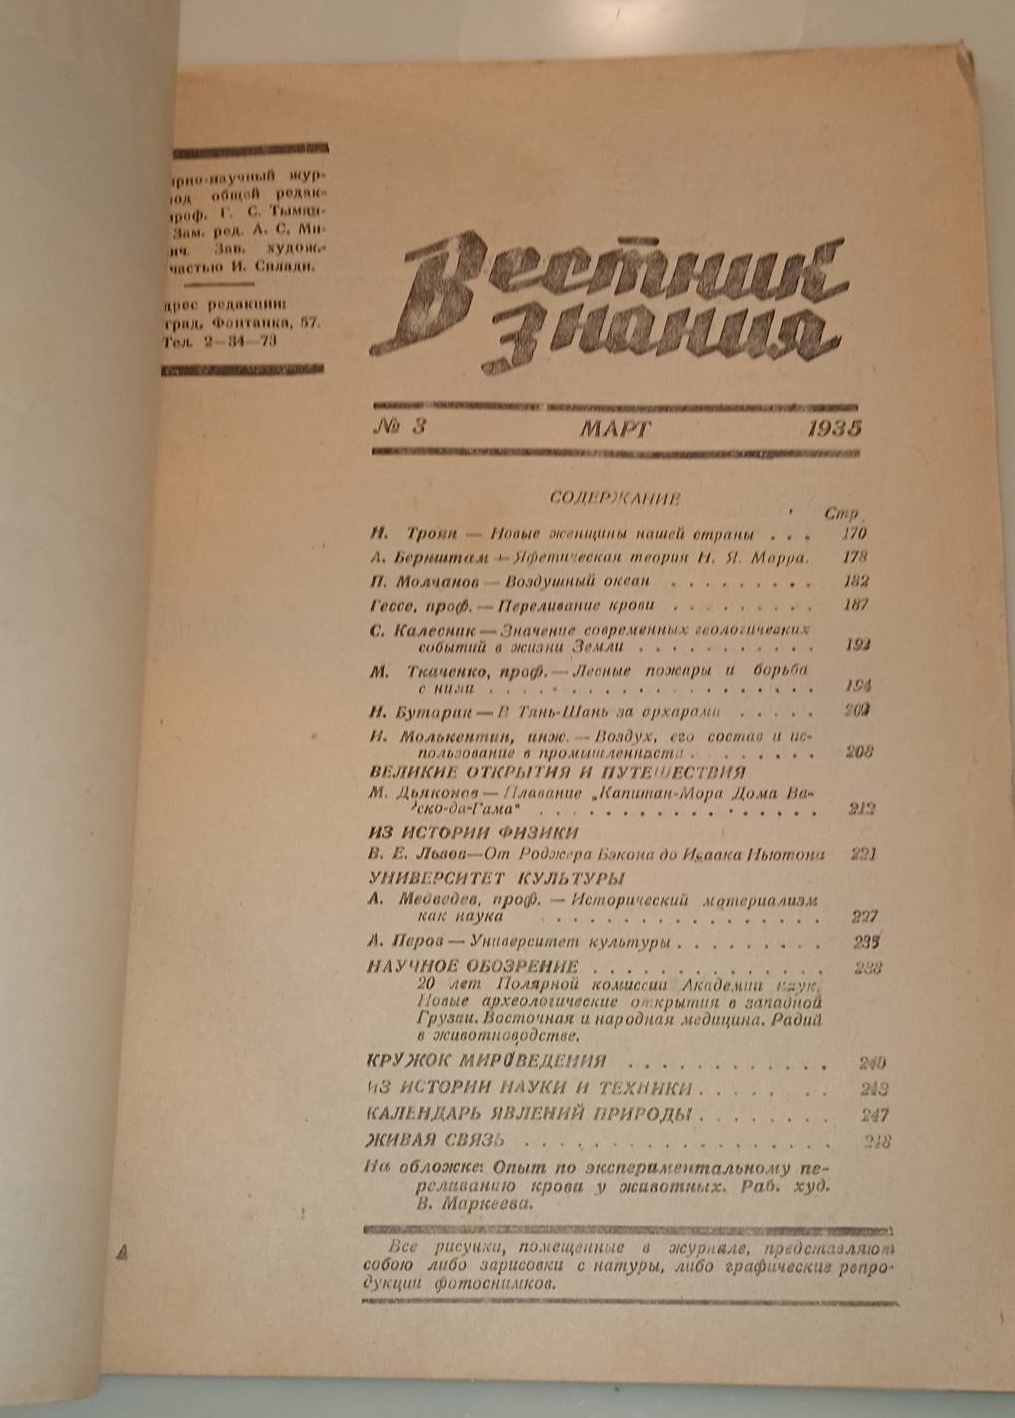 научный жур-
общей редак-
проф. Г. С. Тымян-
Зам. ред. А. С. Ми-
Зав. худож.-
частью И. Силади.
редакции:
Фонтанка, 57.
Тел. 2—34—73
Вестник
знания
№ 3 МАРТ 1935
СОДЕРЖАНИЕ
Стр.
Н. Троян — Новые женщины нашей страны . . . 170
А. Бернштам — Яфетическая теория Н. Я. Марра. 178
П. Молчанов — Воздушный океан . . . . . . . . . 182
Гессе, проф. — Переливание крови . . . . . . . . . 187
С. Калесник — Значение современных геологических
событий в жизни Земли . . . . . . . . . . .
М. Ткаченко, проф. — Лесные пожары и борьба
с ними . . . . . . . . . . . . . . . . . . 194
Н. Бутарин — В Тянь-Шань за архарами . . . . .
И. Молькентин, инж. — Воздух, его состав и ис-
пользование в промышленности . . . . . . . . 208
ВЕЛИКИЕ ОТКРЫТИЯ И ПУТЕШЕСТВИЯ
М. Дьяконов — Плавание „Капитан-Мора Дома Ва-
ско-да-Гама“ . . . . . . . . . . . . . . . 212
ИЗ ИСТОРИИ ФИЗИКИ
В. Е. Львов—От Роджера Бэкона до Исаака Ньютона 221
УНИВЕРСИТЕТ КУЛЬТУРЫ
А. Медведев, проф. — Исторический материализм
как наука . . . . . . . . . . . . . . . . 227
А. Перов — Университет культуры . . . . . . . . . 235
НАУЧНОЕ ОБОЗРЕНИЕ . . . . . . . . . . . . . 238
20 лет Полярной комиссии Академии наук.
Новые археологические открытия в западной
Грузии. Восточная и народная медицина. Радий
в животноводстве.
КРУЖОК МИРОВЕДЕНИЯ . . . . . . . . . . . . 240
ИЗ ИСТОРИИ НАУКИ И ТЕХНИКИ . . . . . . . . 243
КАЛЕНДАРЬ ЯВЛЕНИЙ ПРИРОДЫ . . . . . . . . 247
ЖИВАЯ СВЯЗЬ . . . . . . . . . . . . . . . . . 248
На обложке: Опыт по экспериментальному пе-
реливанию крови у животных. Раб. худ.
В. Маркеева.
Все рисунки, помещенные в журнале, представляют
собою либо зарисовки с натуры, либо графические репро-
дукции фотоснимков.